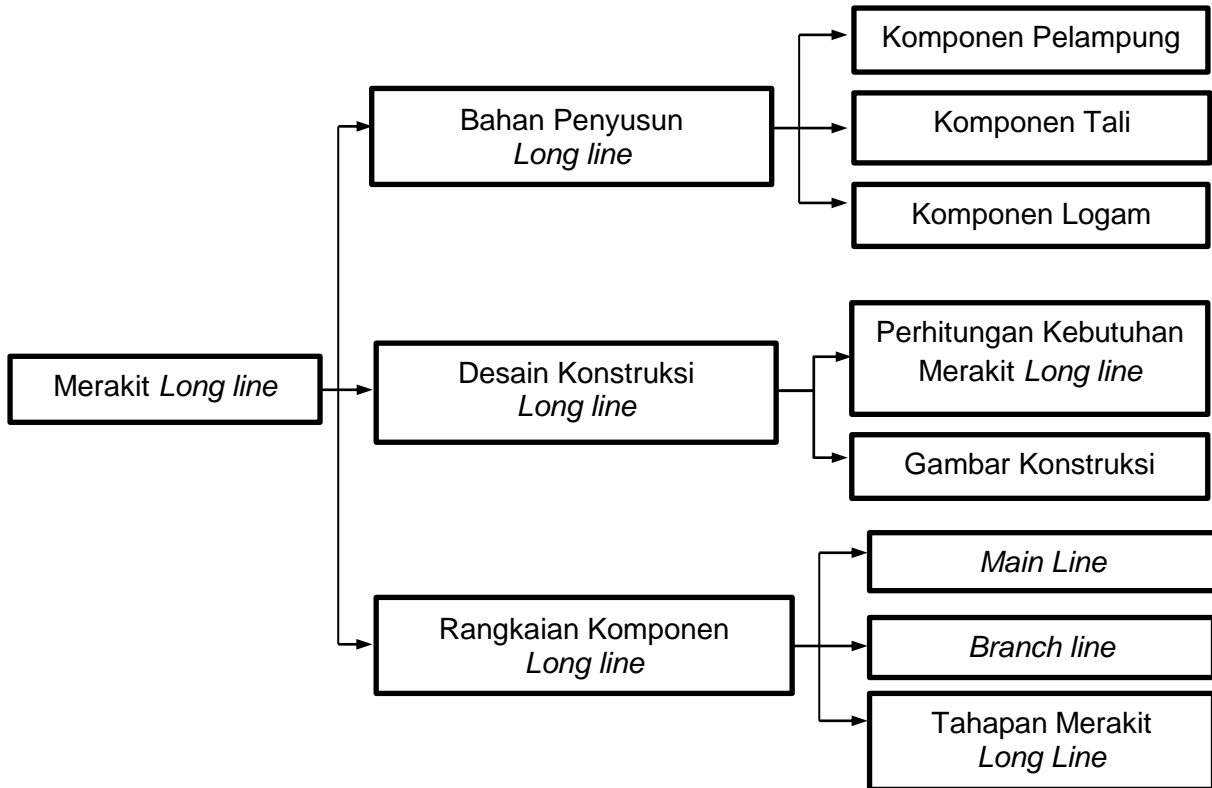 Merakit Long line
Bahan Penyusun
Long line
Komponen Pelampung
Komponen Tali
Komponen Logam
Desain Konstruksi
Long line
Perhitungan Kebutuhan
Merakit Long line
Gambar Konstruksi
Rangkaian Komponen
Long line
Main Line
Branch line
Tahapan Merakit
Long Line